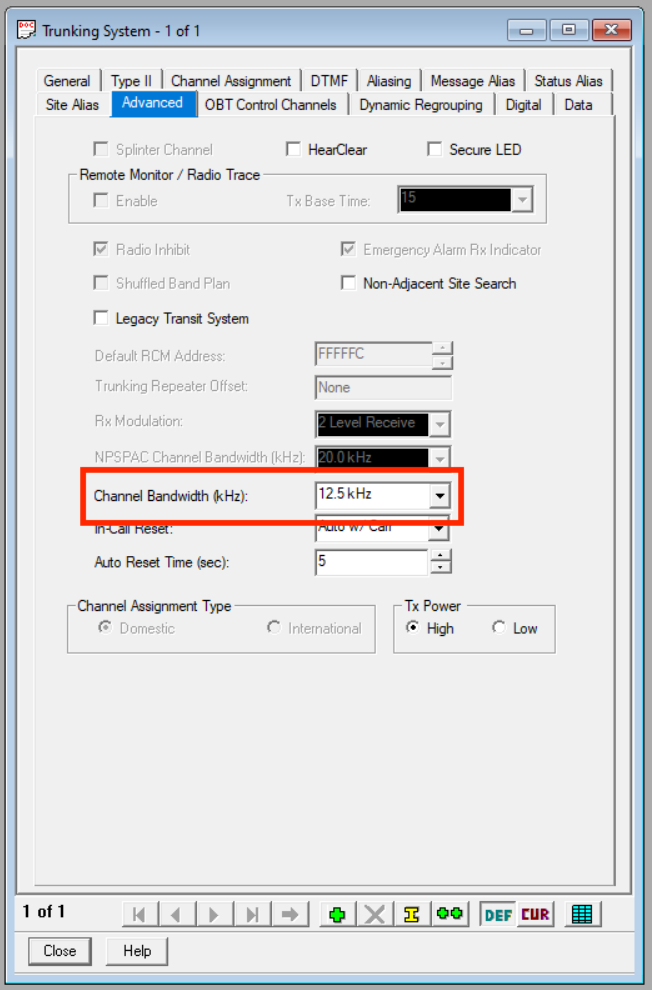 DOC
Trunking System - 1 of 1
General Type II Channel Assignment DTMF Aliasing Message Alias Status Alias
Site Alias Advanced OBT Control Channels Dynamic Regrouping Digital Data
Splinter Channel HearClear Secure LED
Remote Monitor / Radio Trace
Enable Tx Base Time: 15
Radio Inhibit Emergency Alarm Rx Indicator
Shuffled Band Plan Non-Adjacent Site Search
Legacy Transit System
Default RCM Address: FFFFFC
Trunking Repeater Offset: None
Rx Modulation: 2 Level Receive
NPSPAC Channel Bandwidth (kHz): 20.0 kHz
Channel Bandwidth (kHz): 12.5 kHz
In-Call Reset: Auto w/ Call
Auto Reset Time (sec): 5
Channel Assignment Type Tx Power
Domestic International High Low
1 of 1 DEF CUR
Close Help